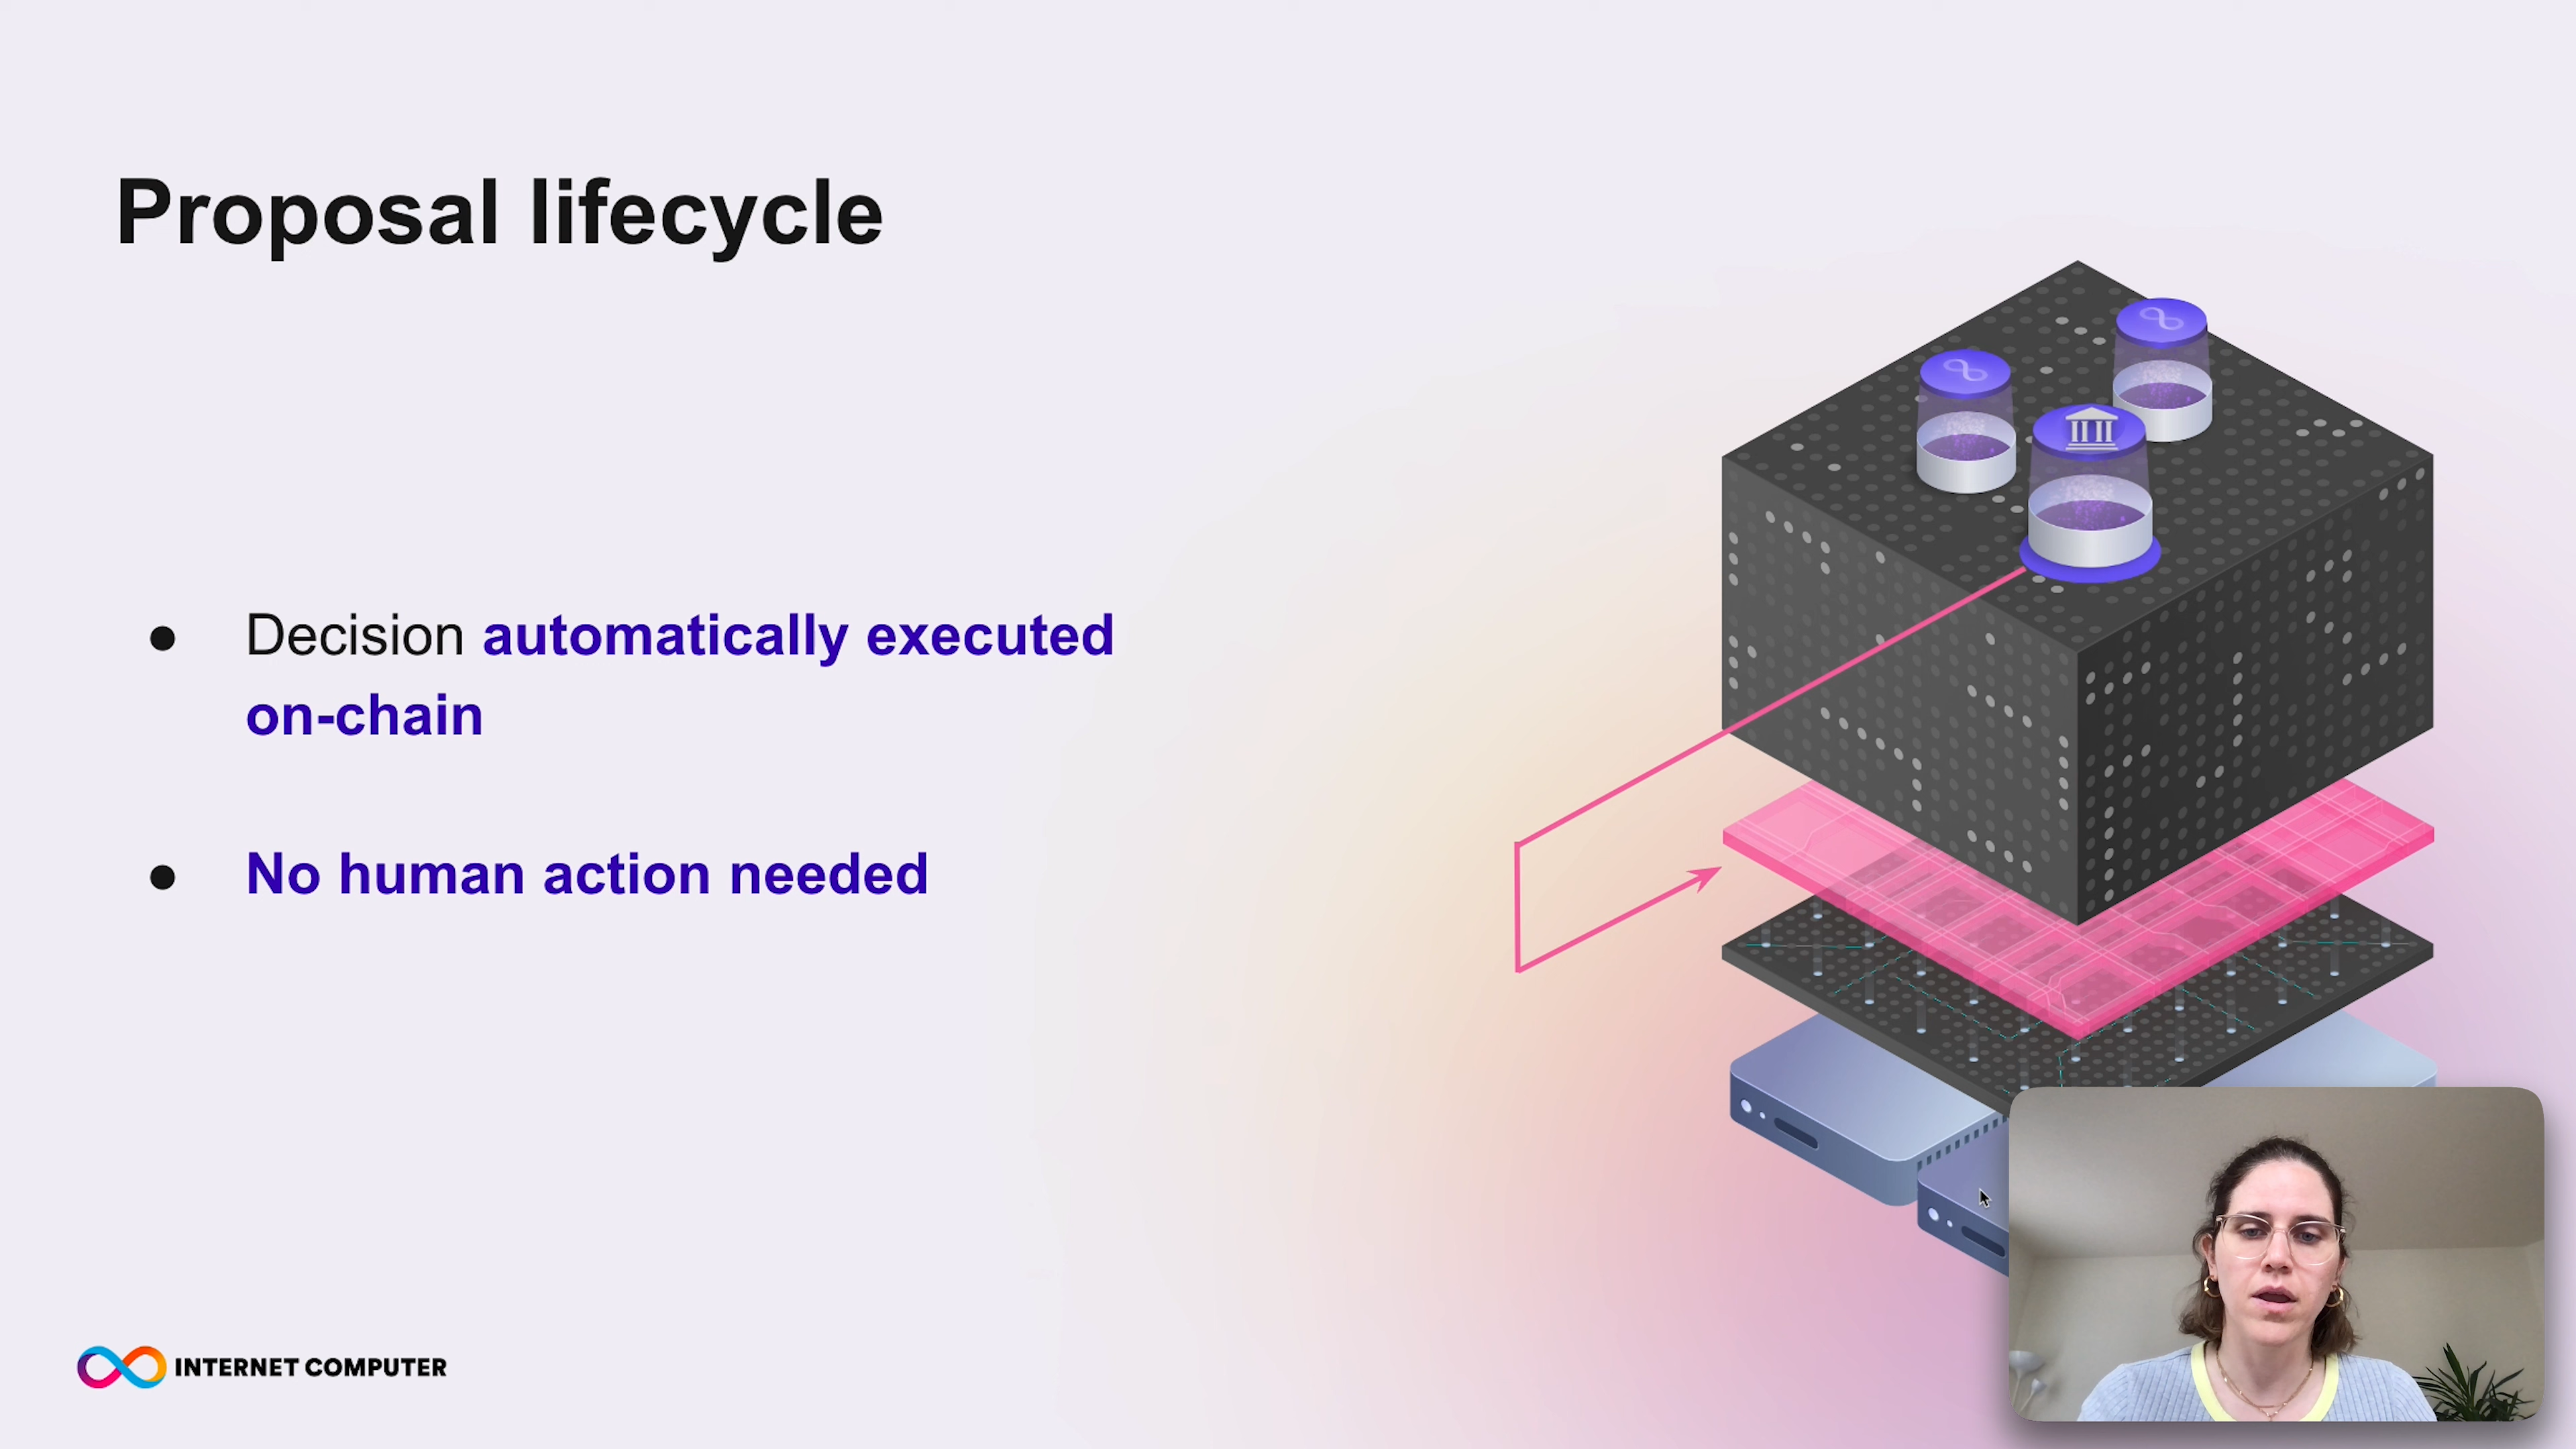 Proposal lifecycle
Decision automatically executed
on-chain
No human action needed
INTERNET COMPUTER